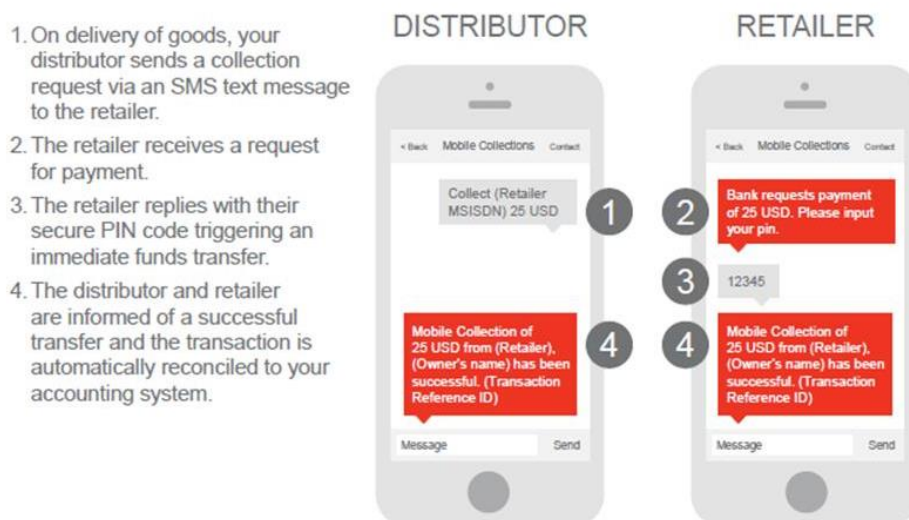 1. On delivery of goods, your
distributor sends a collection
request via an SMS text message
to the retailer.
2. The retailer receives a request
for payment.
3. The retailer replies with their
secure PIN code triggering an
immediate funds transfer.
4. The distributor and retailer
are informed of a successful
transfer and the transaction is
automatically reconciled to your
accounting system.
DISTRIBUTOR
< Back Mobile Collections Contact
Collect (Retailer
MSISDN) 25 USD
1
Mobile Collection of
25 USD from (Retailer),
(Owner's name) has been
successful. (Transaction
Reference ID)
4
Message Send
RETAILER
< Back Mobile Collections Contact
2
Bank requests payment
of 25 USD. Please input
your pin.
3
12345
4
Mobile Collection of
25 USD from (Retailer),
(Owner's name) has been
successful. (Transaction
Reference ID)
Message Send